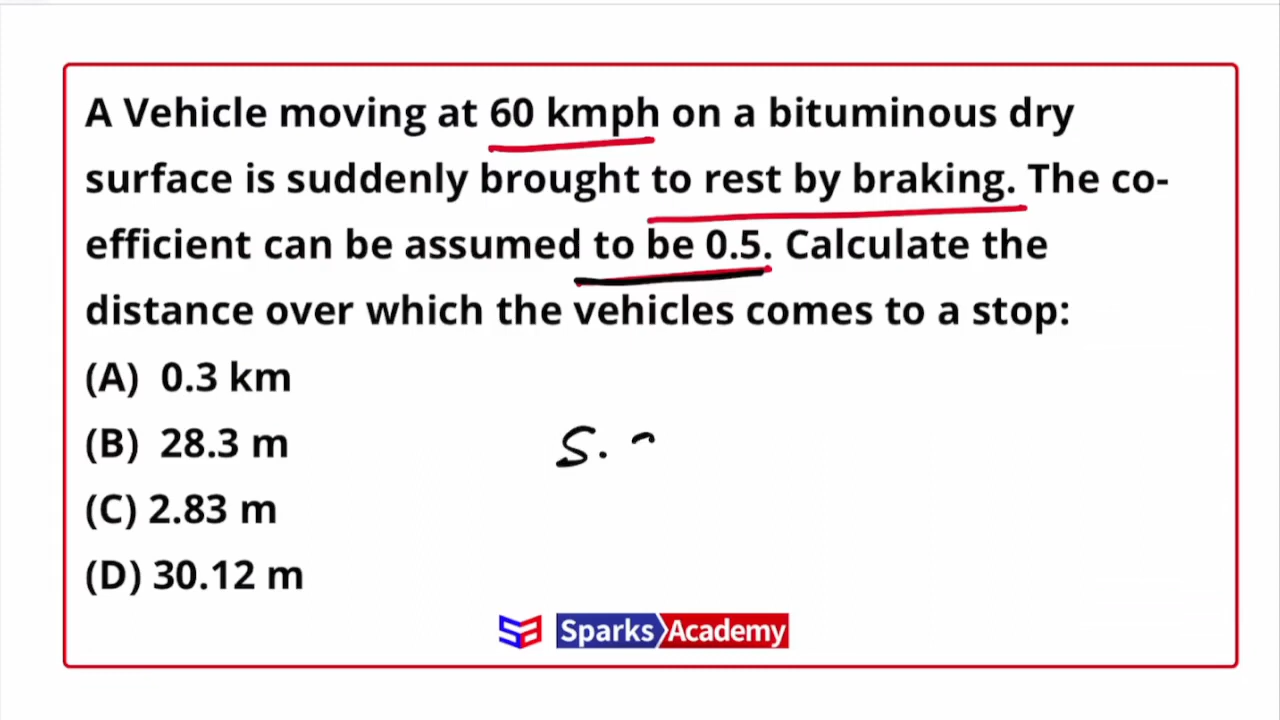 A Vehicle moving at 60 kmph on a bituminous dry
surface is suddenly brought to rest by braking. The co-
efficient can be assumed to be 0.5. Calculate the
distance over which the vehicles comes to a stop:
(A) 0.3 km
(B) 28.3 m
(C) 2.83 m
(D) 30.12 m
S.
Sparks Academy